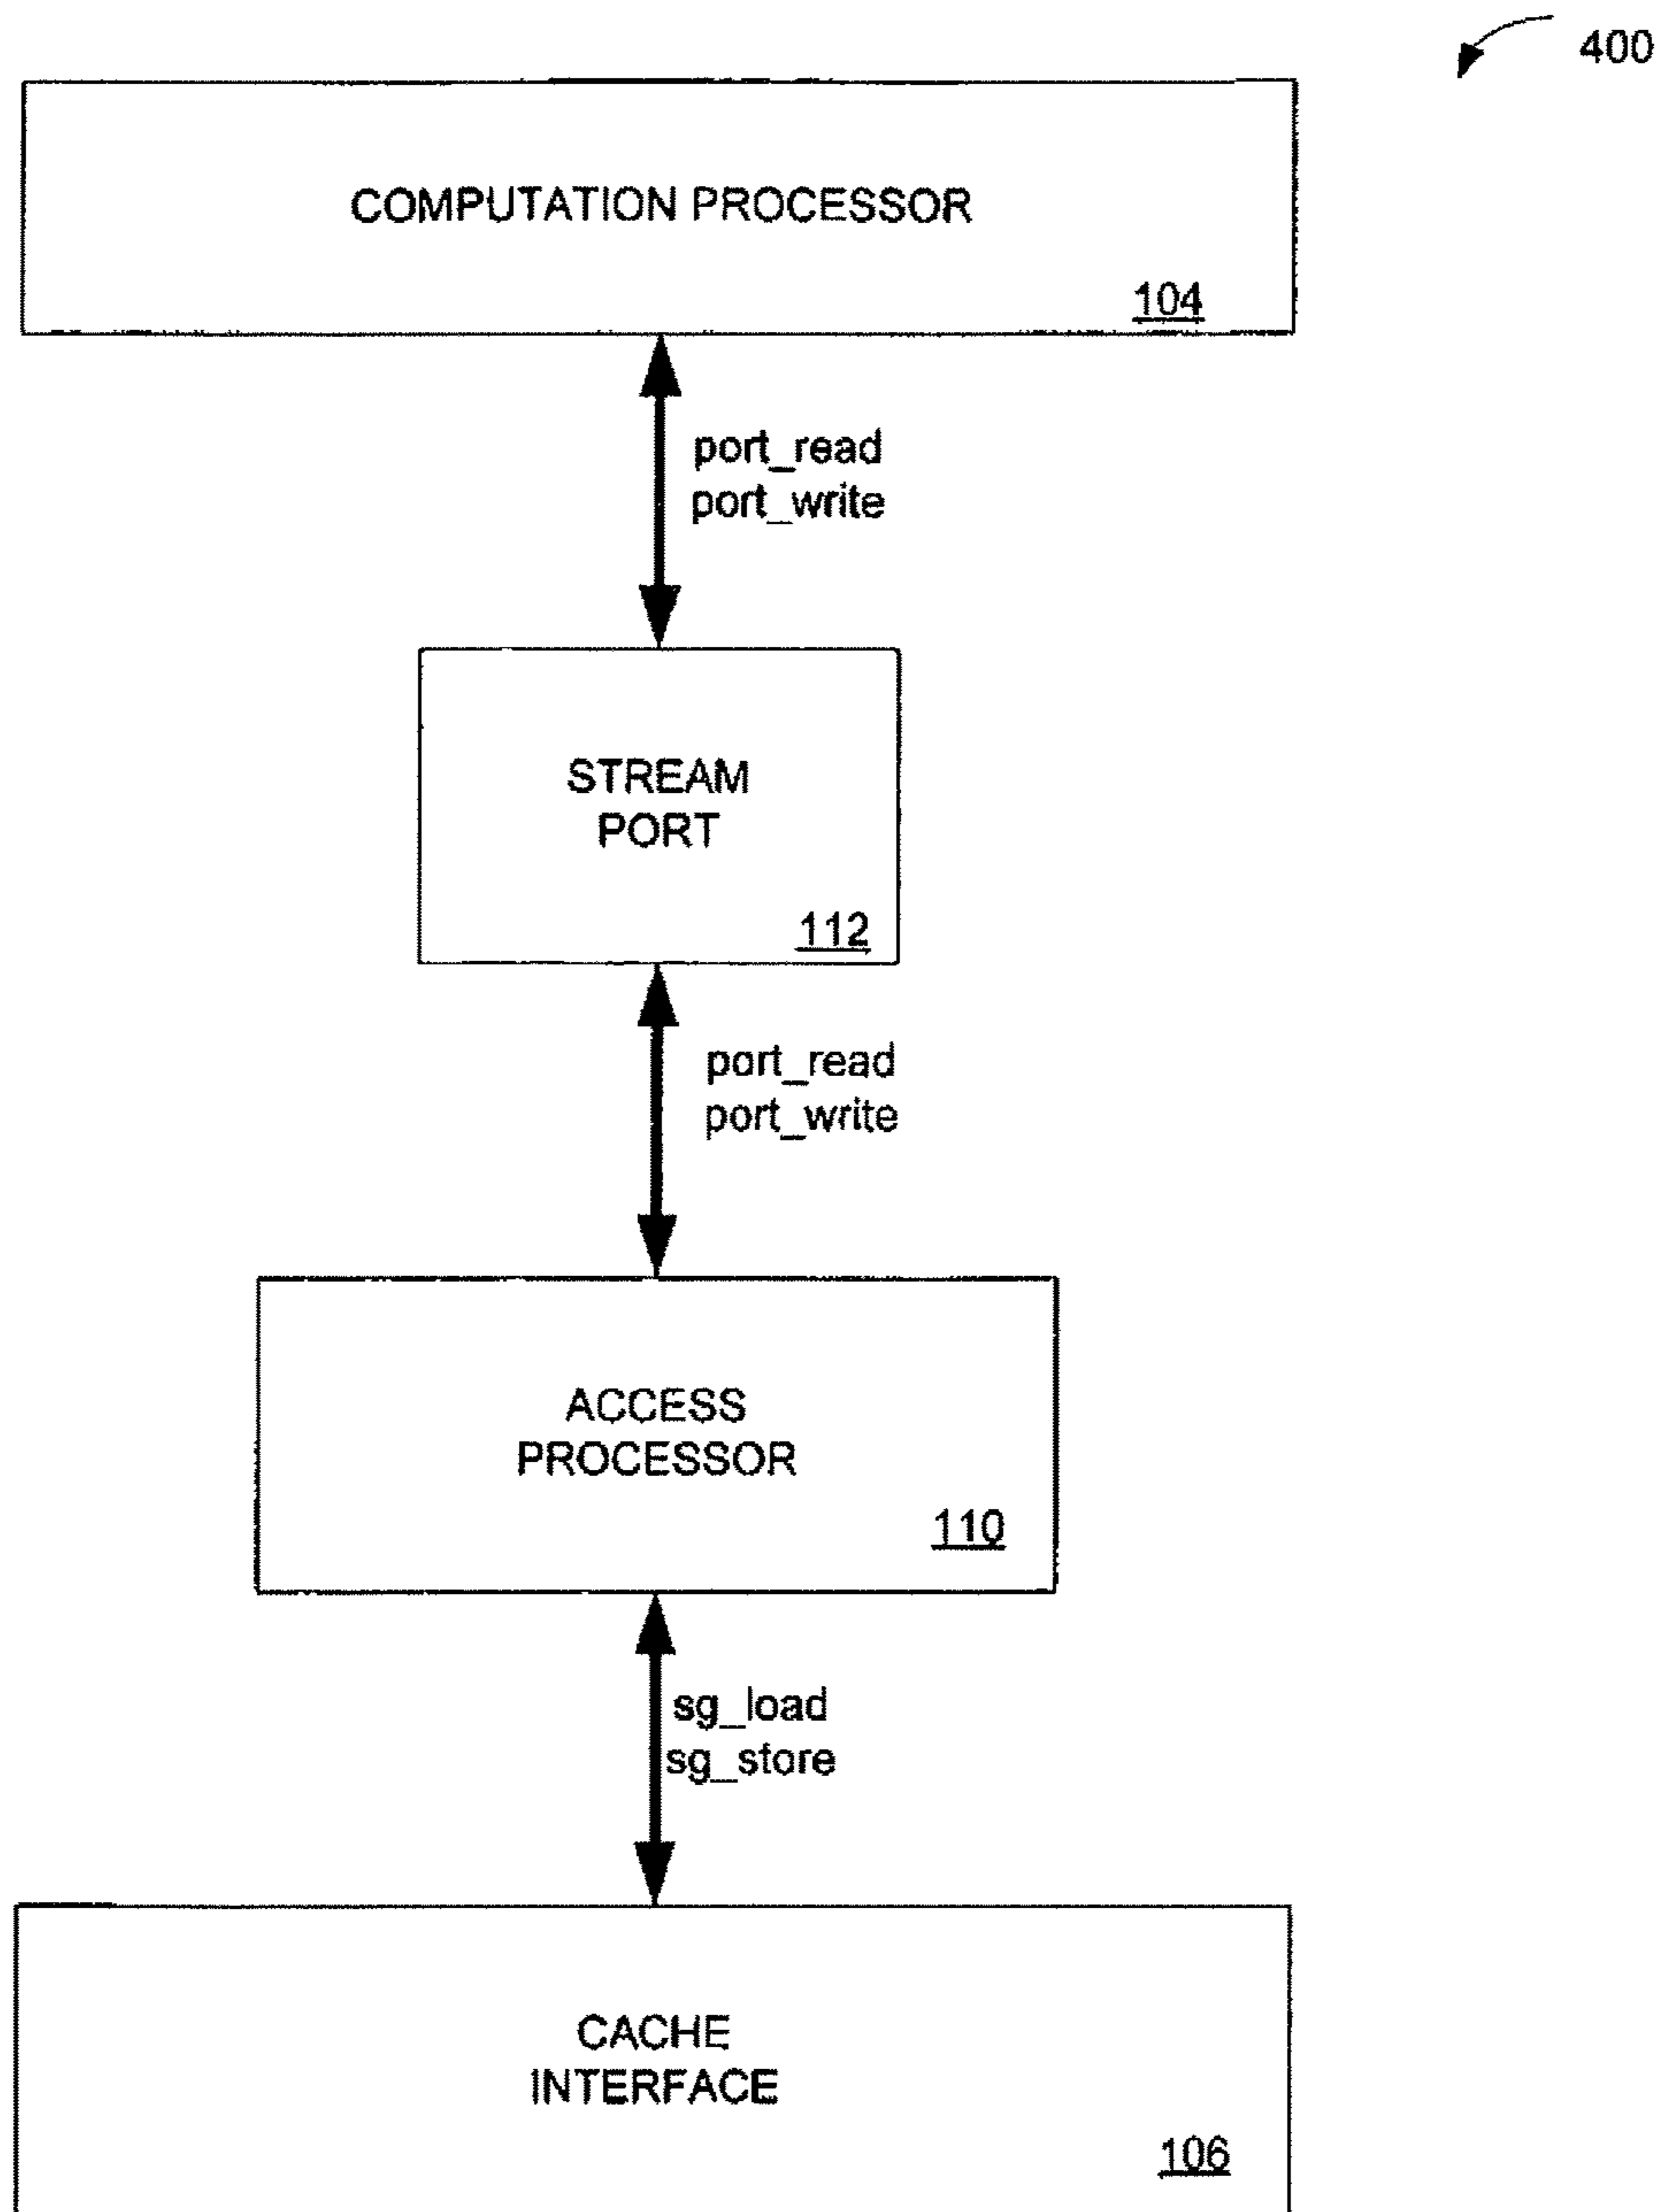 400
COMPUTATION PROCESSOR
104
port_read
port_write
STREAM
PORT
112
port_read
port_write
ACCESS
PROCESSOR
110
sg_load
sg_store
CACHE
INTERFACE
106